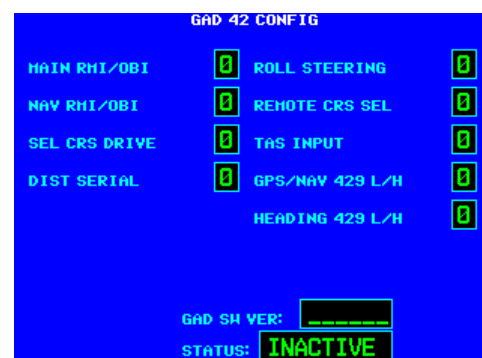 GAD 42 CONFIG
MAIN RMI/OBI 0 ROLL STEERING 0
NAV RMI/OBI 0 REMOTE CRS SEL 0
SEL CRS DRIVE 0 TAS INPUT 0
DIST SERIAL 0 GPS/NAV 429 L/H 0
HEADING 429 L/H 0
GAD SW VER: ______
STATUS: INACTIVE